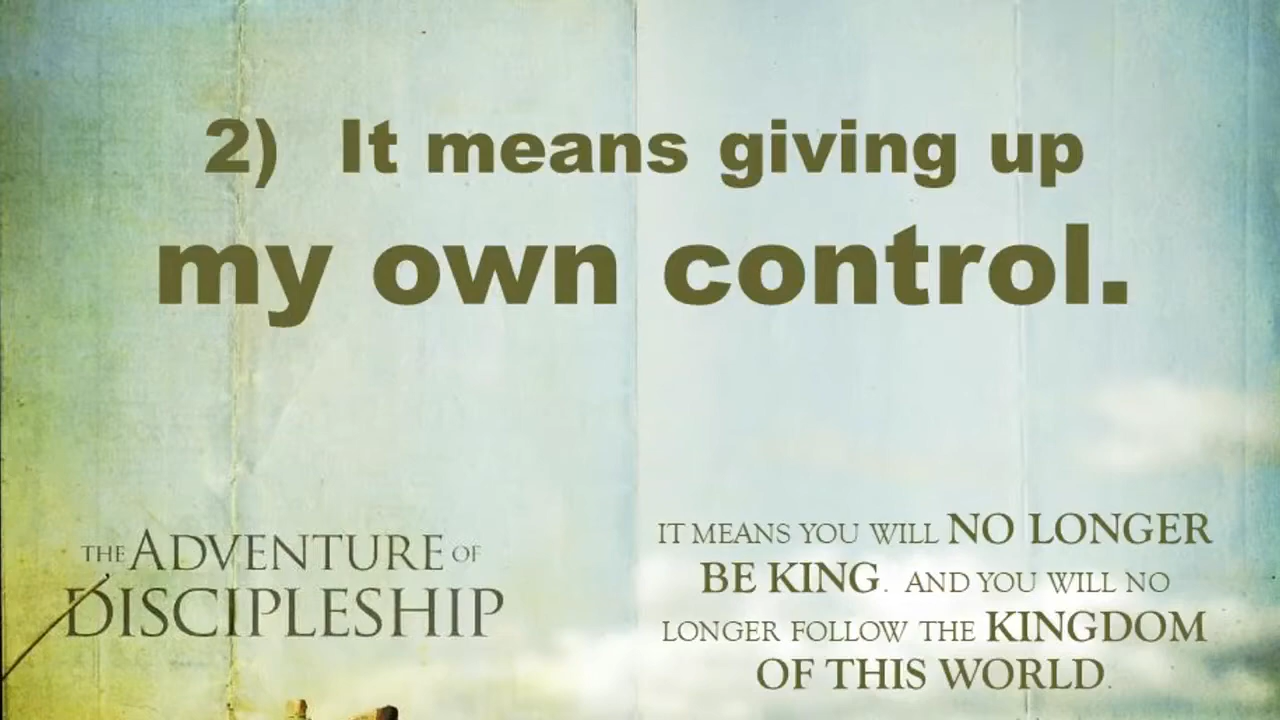 2) It means giving up
my own control.
THE ADVENTURE OF
DISCIPLESHIP
IT MEANS YOU WILL NO LONGER
BE KING. AND YOU WILL NO
LONGER FOLLOW THE KINGDOM
OF THIS WORLD.